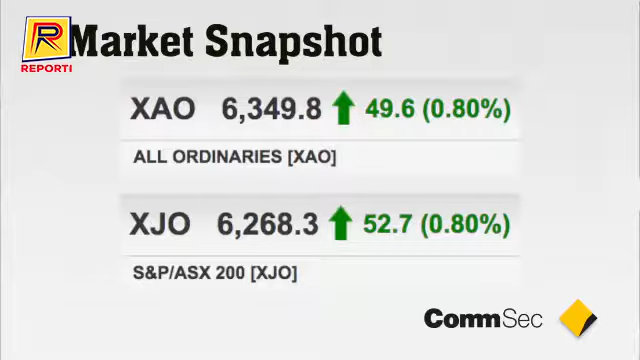 Market Snapshot
R
REPORTI
XAO 6,349.8 49.6 (0.80%)
ALL ORDINARIES [XAO]
XJO 6,268.3 52.7 (0.80%)
S&P/ASX 200 [XJO]
CommSec